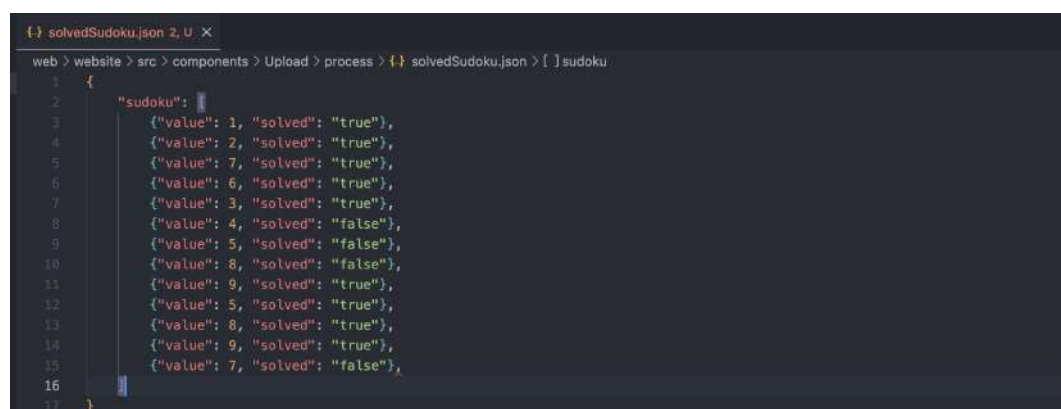 {..} solvedSudoku.json 2, U ×
web > website > src > components > Upload > process > {..} solvedSudoku.json > [ ] sudoku
1 {
2 "sudoku": [
3 {"value": 1, "solved": "true"},
4 {"value": 2, "solved": "true"},
5 {"value": 7, "solved": "true"},
6 {"value": 6, "solved": "true"},
7 {"value": 3, "solved": "true"},
8 {"value": 4, "solved": "false"},
9 {"value": 5, "solved": "false"},
10 {"value": 8, "solved": "false"},
11 {"value": 9, "solved": "true"},
12 {"value": 5, "solved": "true"},
13 {"value": 8, "solved": "true"},
14 {"value": 9, "solved": "true"},
15 {"value": 7, "solved": "false"},
16 ]
17 }